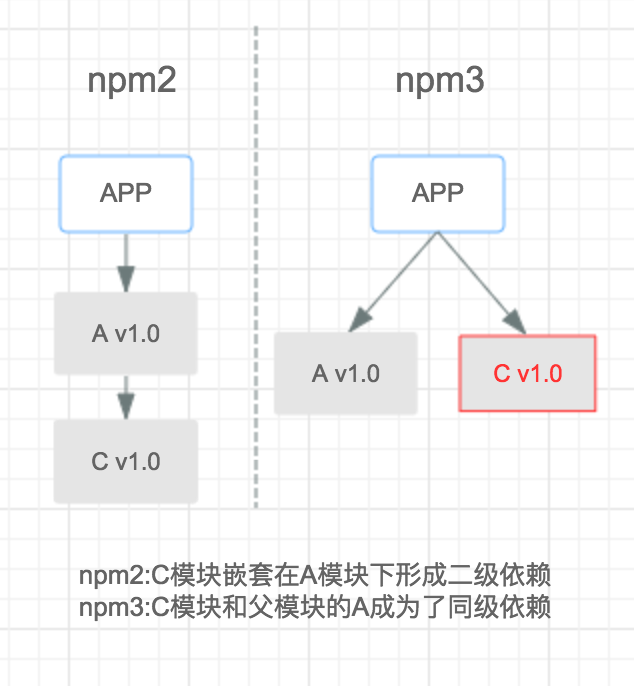 npm2
npm3
APP
APP
A v1.0
C v1.0
A v1.0
C v1.0
npm2:C模块嵌套在A模块下形成二级依赖
npm3:C模块和父模块的A成为了同级依赖